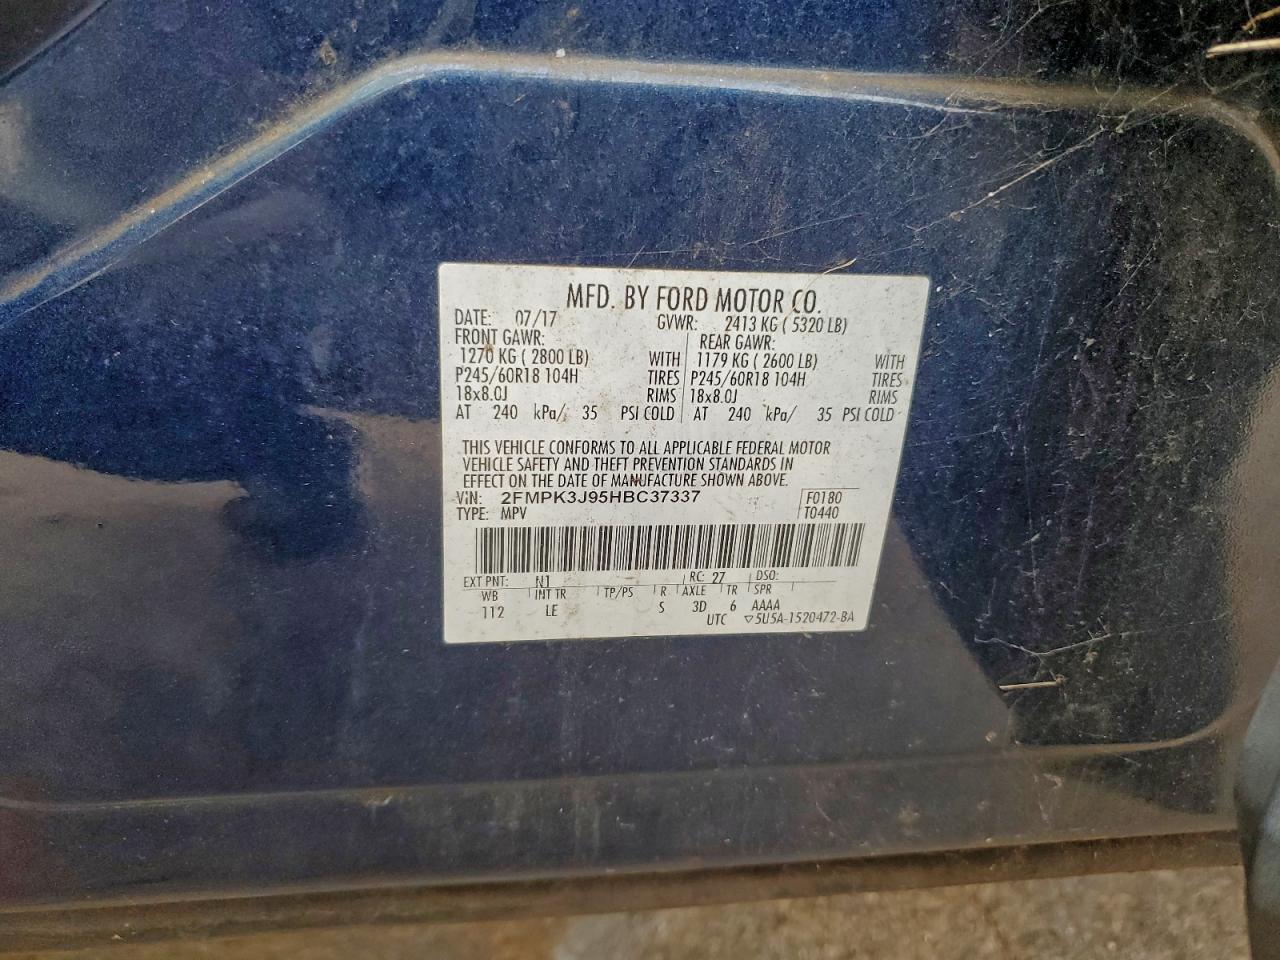 MFD. BY FORD MOTOR CO.
DATE: 07/17 GVWR: 2413 KG ( 5320 LB)
FRONT GAWR: REAR GAWR:
1270 KG ( 2800 LB) WITH 1179 KG ( 2600 LB) WITH
P245/60R18 104H TIRES P245/60R18 104H TIRES
18x8.0J RIMS 18x8.0J RIMS
AT 240 kPa/ 35 PSI COLD AT 240 kPa/ 35 PSI COLD
THIS VEHICLE CONFORMS TO ALL APPLICABLE FEDERAL MOTOR
VEHICLE SAFETY AND THEFT PREVENTION STANDARDS IN
EFFECT ON THE DATE OF MANUFACTURE SHOWN ABOVE.
VIN: 2FMPK3J95HBC37337 F0180
TYPE: MPV T0440
EXT PNT: N1 RC: 27 DSO:
WB INT TR TP/PS R AXLE TR SPR
112 LE S 3D 6 AAAA
UTC ▽5U5A-1520472-BA